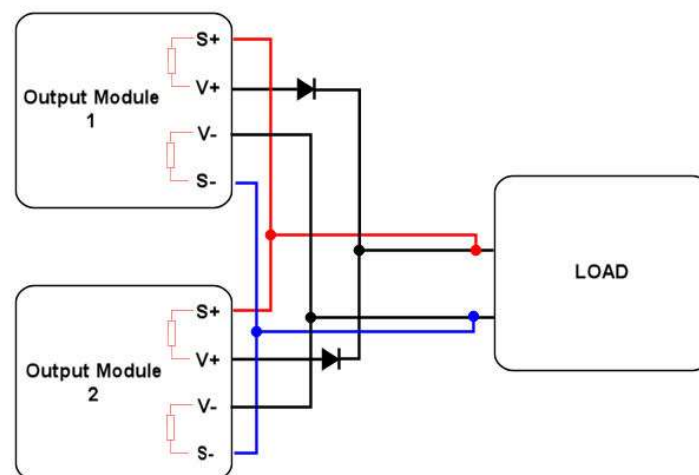 S+
V+
Output Module
1
V-
S-
LOAD
S+
V+
Output Module
2
V-
S-